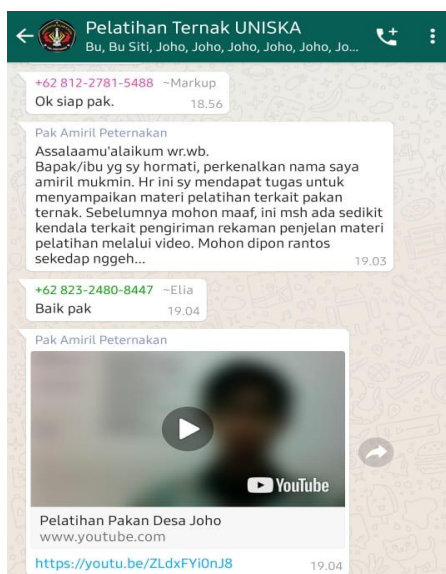 Pelatihan Ternak UNISKA
Bu, Bu Siti, Joho, Joho, Joho, Joho, Joho, Jo...
+62 812-2781-5488 ~Markup
Ok siap pak. 18.56
Pak Amiril Peternakan
Assalaamu'alaikum wr.wb.
Bapak/ibu yg sy hormati, perkenalkan nama saya
amiril mukmin. Hr ini sy mendapat tugas untuk
menyampaikan materi pelatihan terkait pakan
ternak. Sebelumnya mohon maaf, ini msh ada sedikit
kendala terkait pengiriman rekaman penjelan materi
pelatihan melalui video. Mohon dipon rantos
sekedap nggeh... 19.03
+62 823-2480-8447 ~Elia
Baik pak 19.04
Pak Amiril Peternakan
YouTube
Pelatihan Pakan Desa Joho
www.youtube.com
https://youtu.be/ZLdxFYi0nJ8 19.04